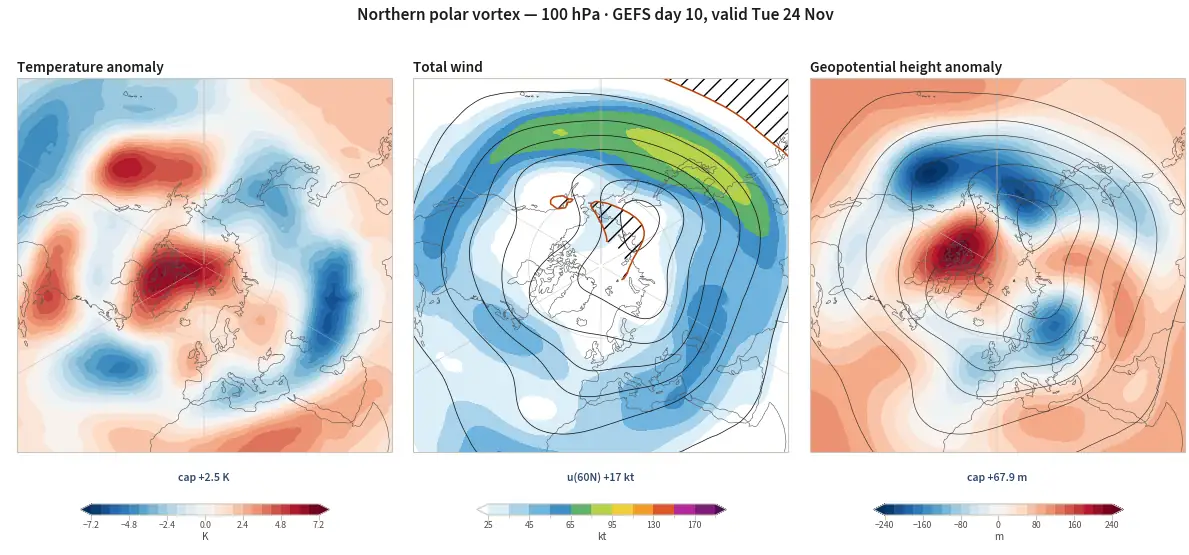 Northern polar vortex — 100 hPa · GEFS day 10, valid Tue 24 Nov
Temperature anomaly
Total wind
Geopotential height anomaly
cap +2.5 K
u(60N) +17 kt
cap +67.9 m
−7.2 −4.8 −2.4 0.0 2.4 4.8 7.2
K
25 45 65 95 130 170
kt
−240 −160 −80 0 80 160 240
m